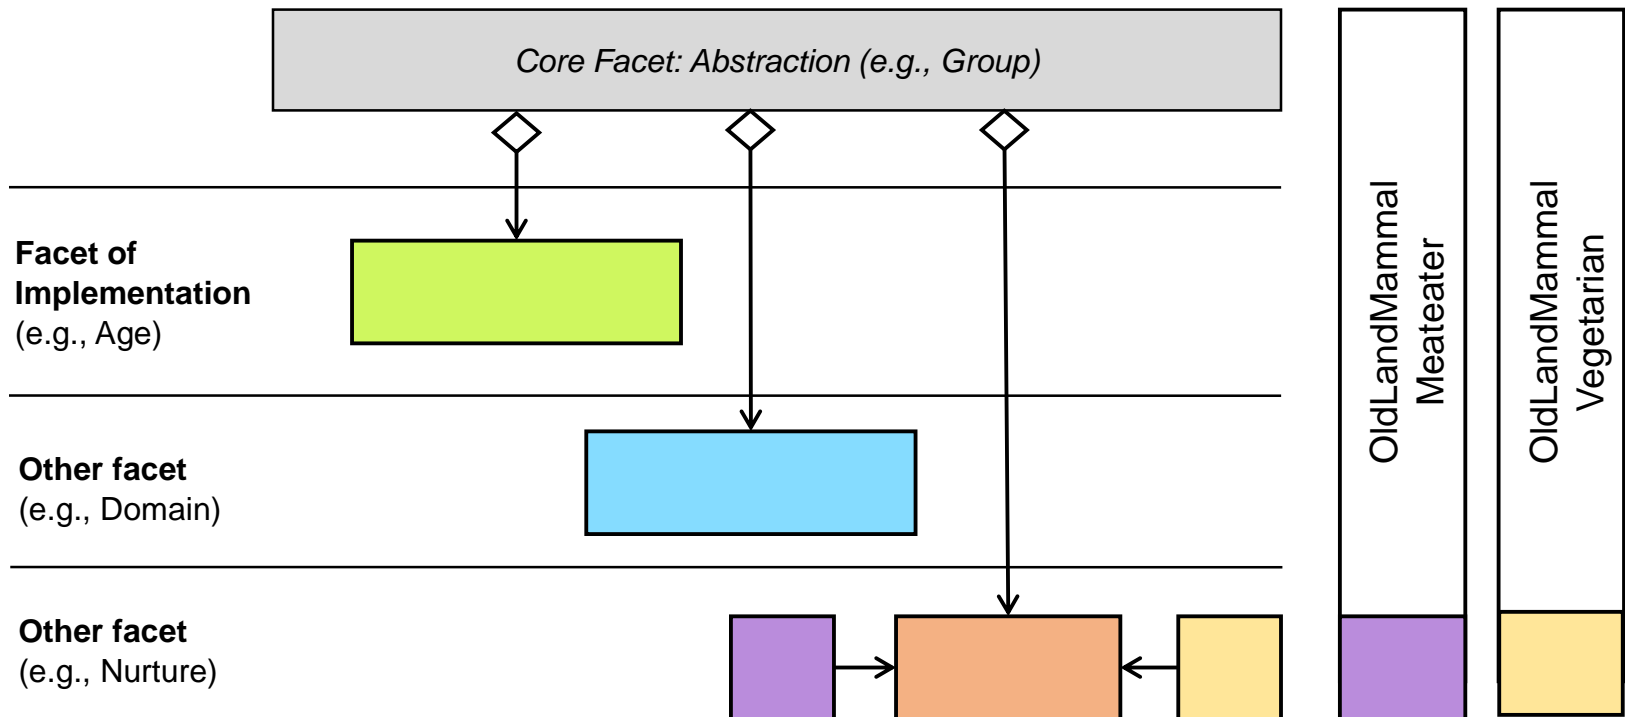 Core Facet: Abstraction (e.g., Group)
Facet of
Implementation
(e.g., Age)
Other facet
(e.g., Domain)
Other facet
(e.g., Nurture)
OldLandMammal
Meateater
OldLandMammal
Vegetarian